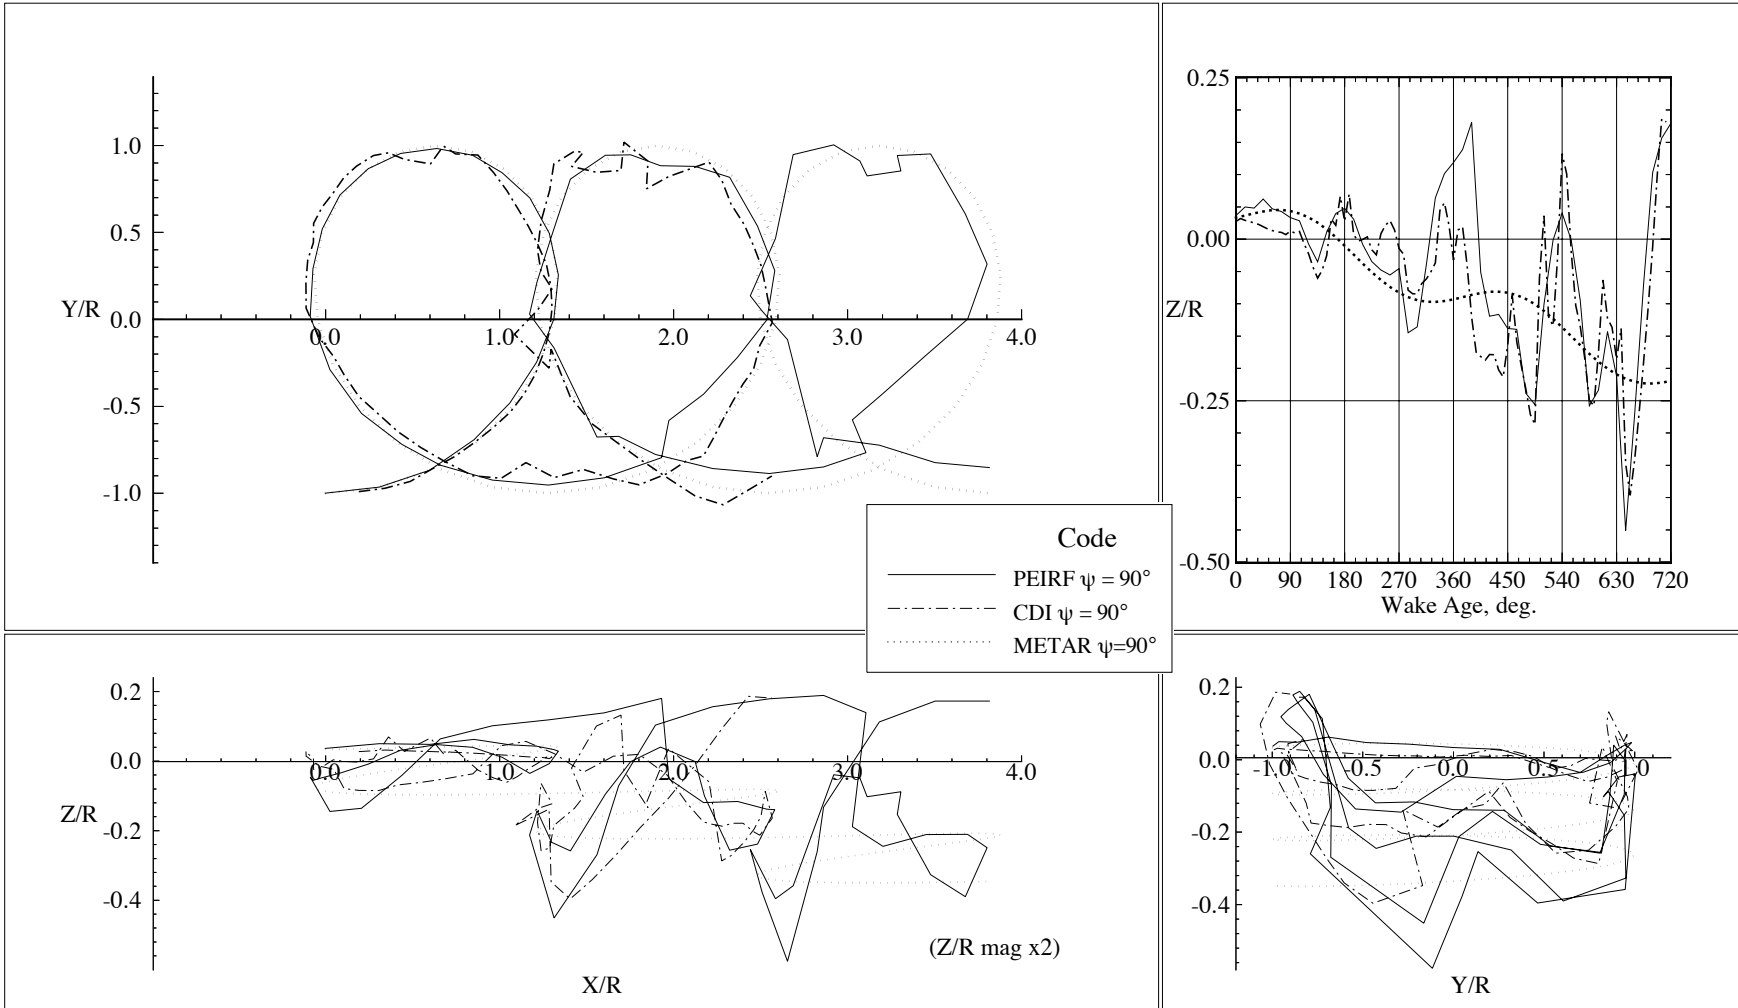 1.0
0.5
Y/R
0.0
-0.5
-1.0
0.0 1.0 2.0 3.0 4.0
0.25
0.00
Z/R
-0.25
-0.50
0 90 180 270 360 450 540 630 720
Wake Age, deg.
Code
PEIRF ψ = 90°
CDI ψ = 90°
METAR ψ=90°
0.2
0.0
Z/R
-0.2
-0.4
0.0 1.0 2.0 3.0 4.0
(Z/R mag x2)
X/R
0.2
0.0
-0.2
-0.4
-1.0 -0.5 0.0 0.5 1.0
Y/R